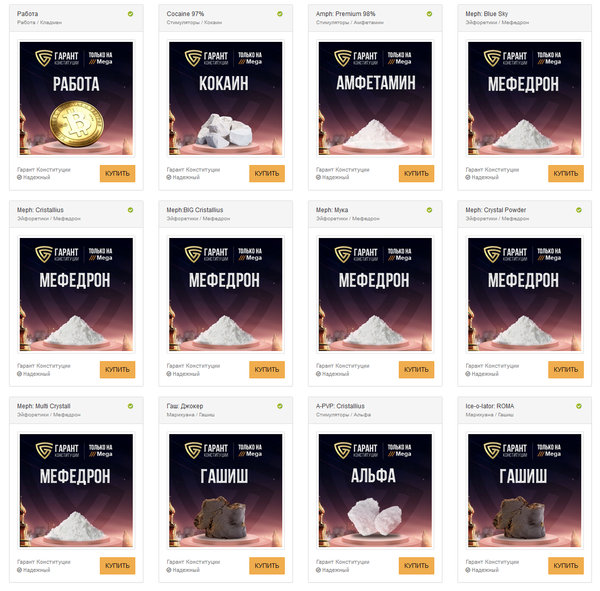 Работа
Работа / Кладмен
ГАРАНТ
КОНСТИТУЦИИ
ТОЛЬКО НА
Mega
РАБОТА
Гарант Конституции
Надежный
КУПИТЬ
Cocaine 97%
Стимуляторы / Кокаин
ГАРАНТ
КОНСТИТУЦИИ
ТОЛЬКО НА
Mega
КОКАИН
Гарант Конституции
Надежный
КУПИТЬ
Amph: Premium 98%
Стимуляторы / Амфетамин
ГАРАНТ
КОНСТИТУЦИИ
ТОЛЬКО НА
Mega
АМФЕТАМИН
Гарант Конституции
Надежный
КУПИТЬ
Meph: Blue Sky
Эйфоретики / Мефедрон
ГАРАНТ
КОНСТИТУЦИИ
ТОЛЬКО НА
Mega
МЕФЕДРОН
Гарант Конституции
Надежный
КУПИТЬ
Meph: Cristallius
Эйфоретики / Мефедрон
ГАРАНТ
КОНСТИТУЦИИ
ТОЛЬКО НА
Mega
МЕФЕДРОН
Гарант Конституции
Надежный
КУПИТЬ
Meph:BIG Cristallius
Эйфоретики / Мефедрон
ГАРАНТ
КОНСТИТУЦИИ
ТОЛЬКО НА
Mega
МЕФЕДРОН
Гарант Конституции
Надежный
КУПИТЬ
Meph: Мука
Эйфоретики / Мефедрон
ГАРАНТ
КОНСТИТУЦИИ
ТОЛЬКО НА
Mega
МЕФЕДРОН
Гарант Конституции
Надежный
КУПИТЬ
Meph: Crystal Powder
Эйфоретики / Мефедрон
ГАРАНТ
КОНСТИТУЦИИ
ТОЛЬКО НА
Mega
МЕФЕДРОН
Гарант Конституции
Надежный
КУПИТЬ
Meph: Multi Crystall
Эйфоретики / Мефедрон
ГАРАНТ
КОНСТИТУЦИИ
ТОЛЬКО НА
Mega
МЕФЕДРОН
Гарант Конституции
Надежный
КУПИТЬ
Гаш: Джокер
Марихуана / Гашиш
ГАРАНТ
КОНСТИТУЦИИ
ТОЛЬКО НА
Mega
ГАШИШ
Гарант Конституции
Надежный
КУПИТЬ
A-PVP: Cristallius
Стимуляторы / Альфа
ГАРАНТ
КОНСТИТУЦИИ
ТОЛЬКО НА
Mega
АЛЬФА
Гарант Конституции
Надежный
КУПИТЬ
Ice-o-lator: ROMA
Марихуана / Гашиш
ГАРАНТ
КОНСТИТУЦИИ
ТОЛЬКО НА
Mega
ГАШИШ
Гарант Конституции
Надежный
КУПИТЬ